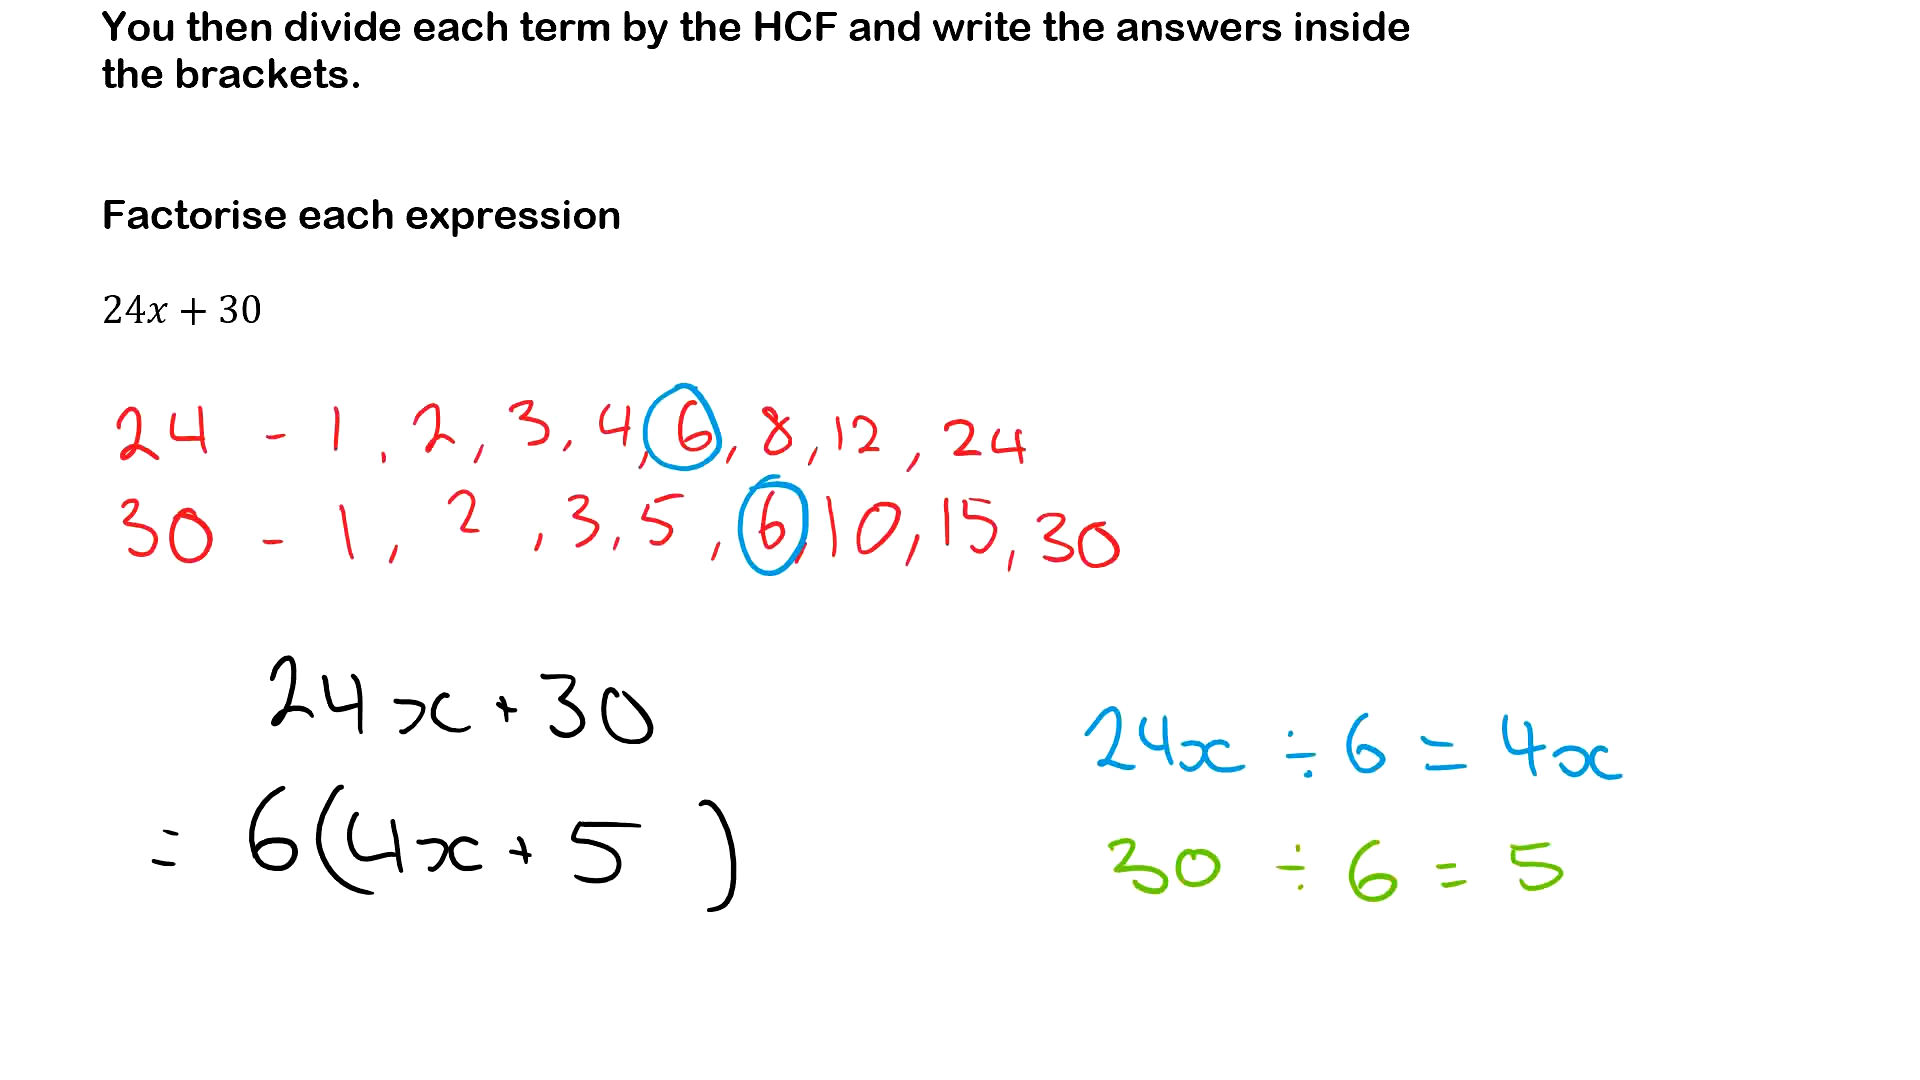 You then divide each term by the HCF and write the answers inside
the brackets.
Factorise each expression
24x + 30
24 - 1, 2, 3, 4, 6, 8, 12, 24
30 - 1, 2, 3, 5, 6, 10, 15, 30
24x + 30
= 6(4x + 5)
24x ÷ 6 = 4x
30 ÷ 6 = 5